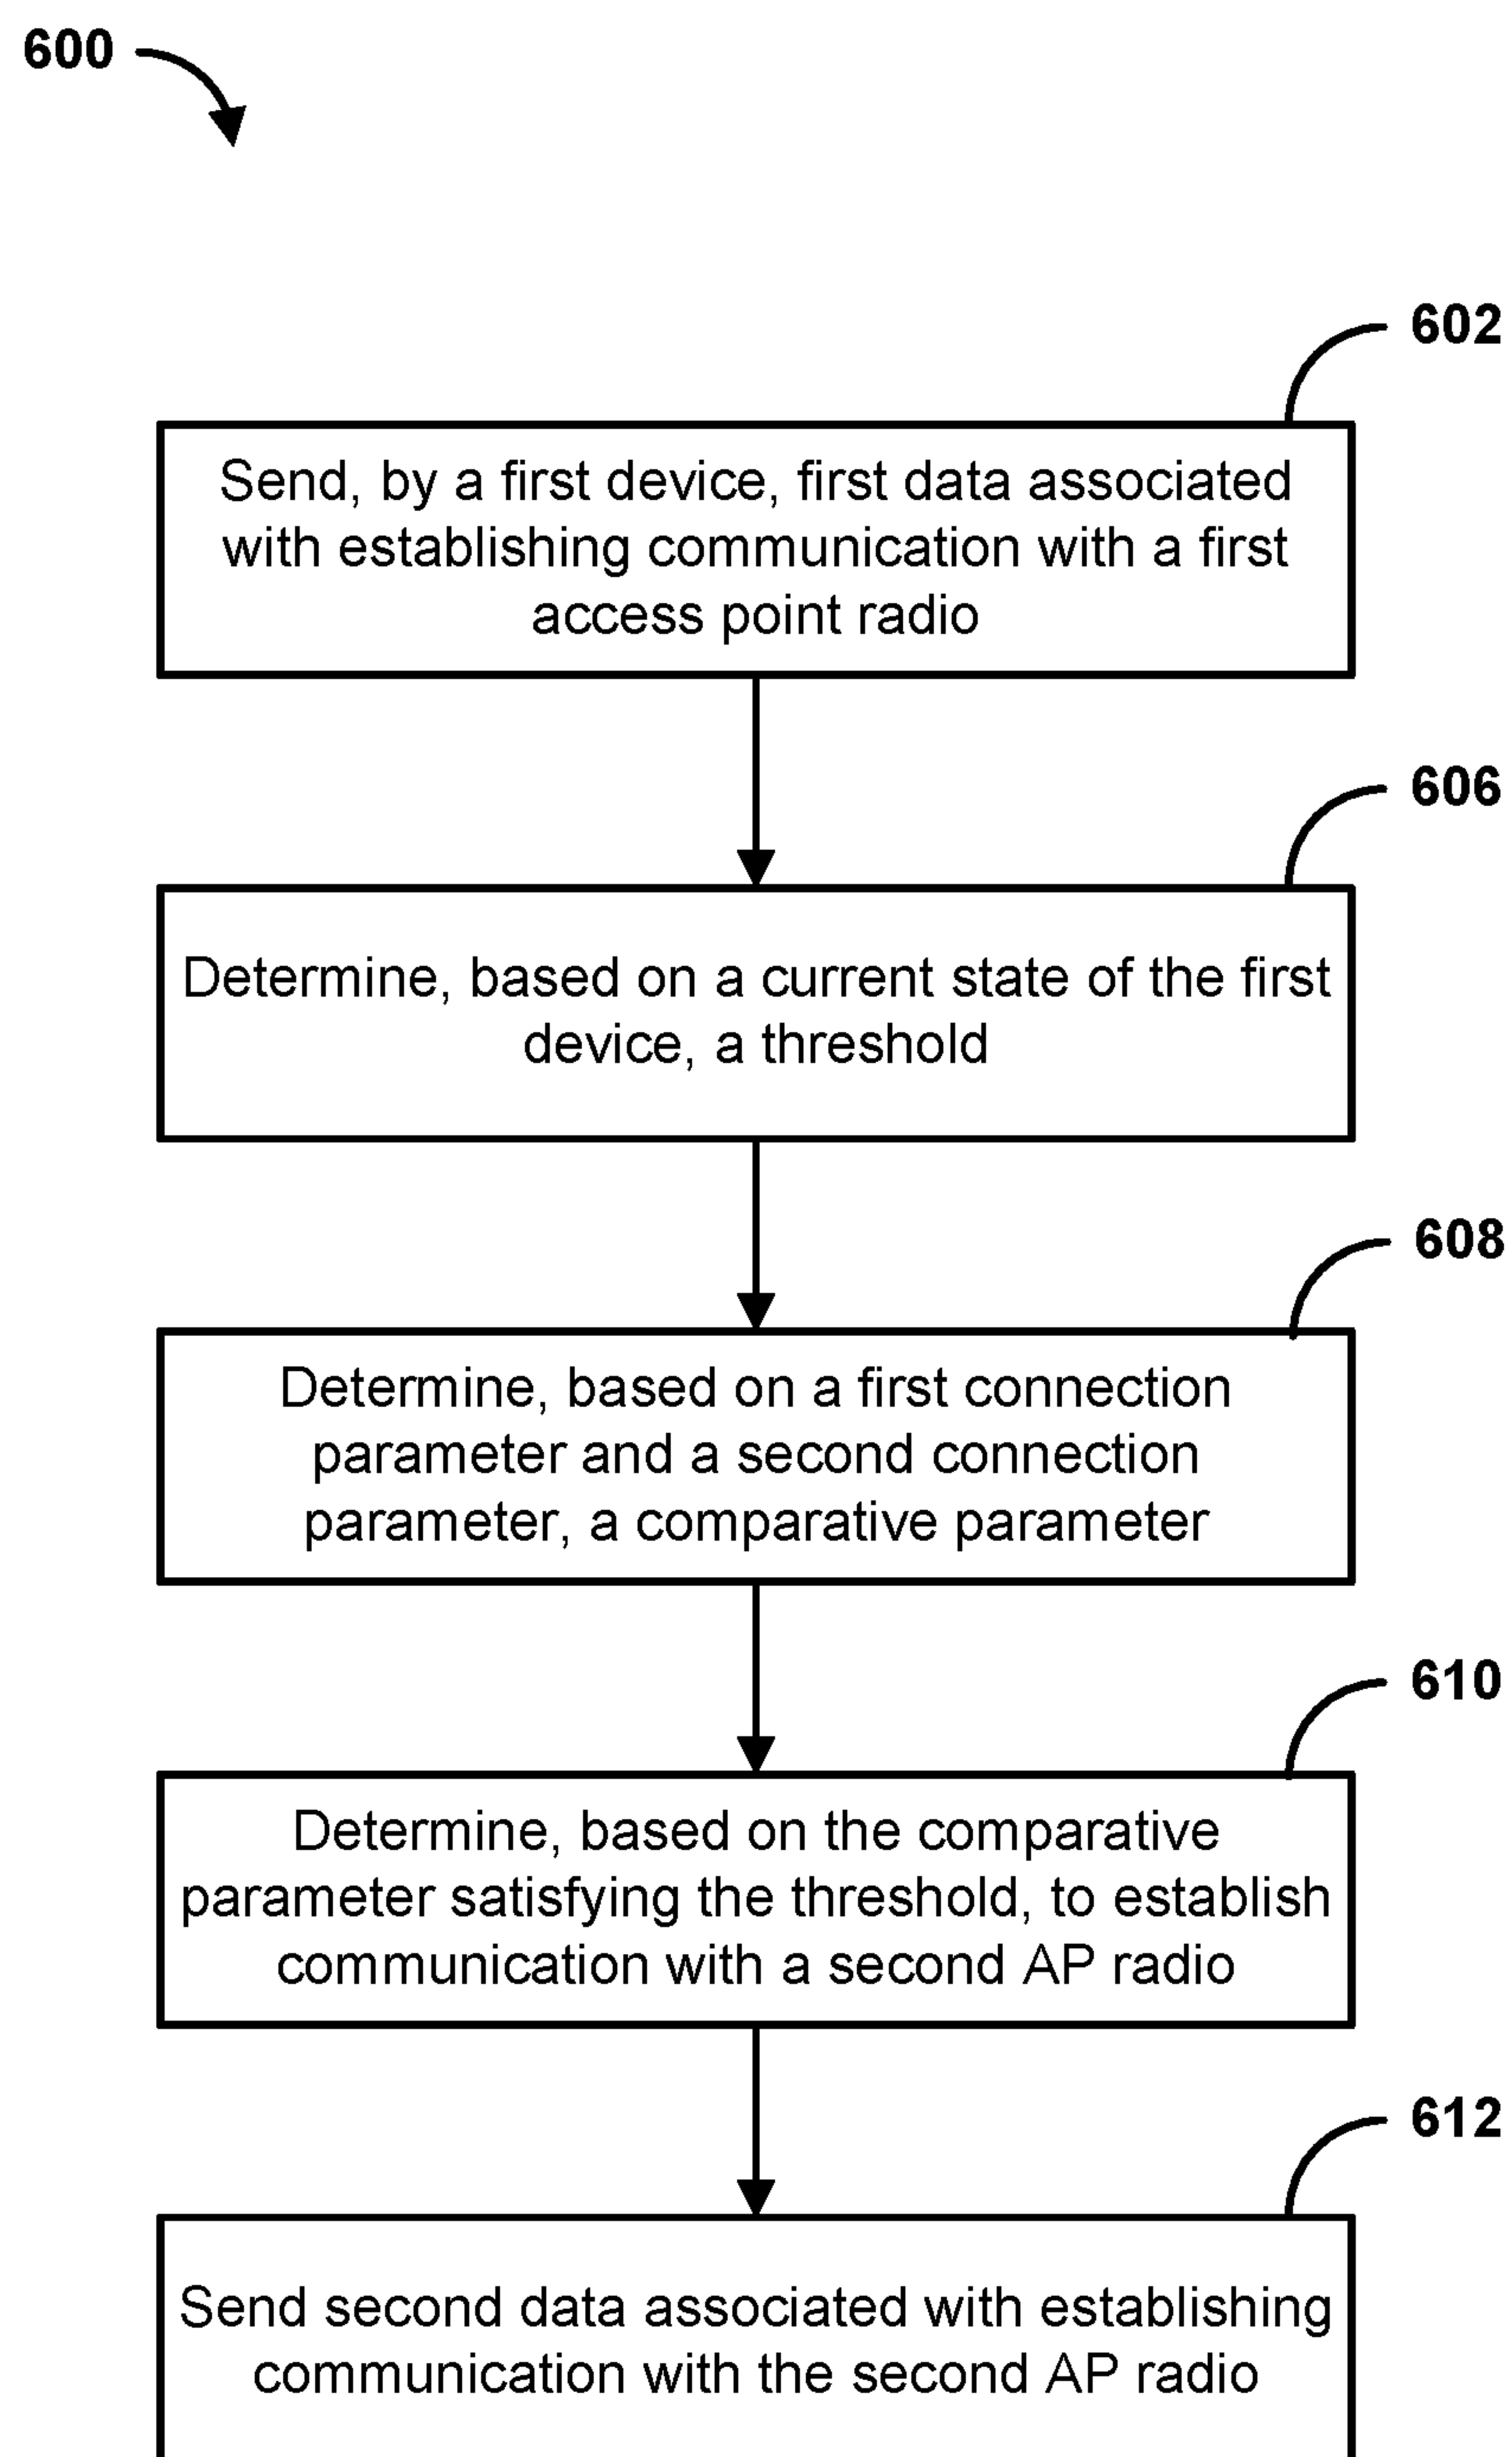 600
602
Send, by a first device, first data associated
with establishing communication with a first
access point radio
606
Determine, based on a current state of the first
device, a threshold
608
Determine, based on a first connection
parameter and a second connection
parameter, a comparative parameter
610
Determine, based on the comparative
parameter satisfying the threshold, to establish
communication with a second AP radio
612
Send second data associated with establishing
communication with the second AP radio